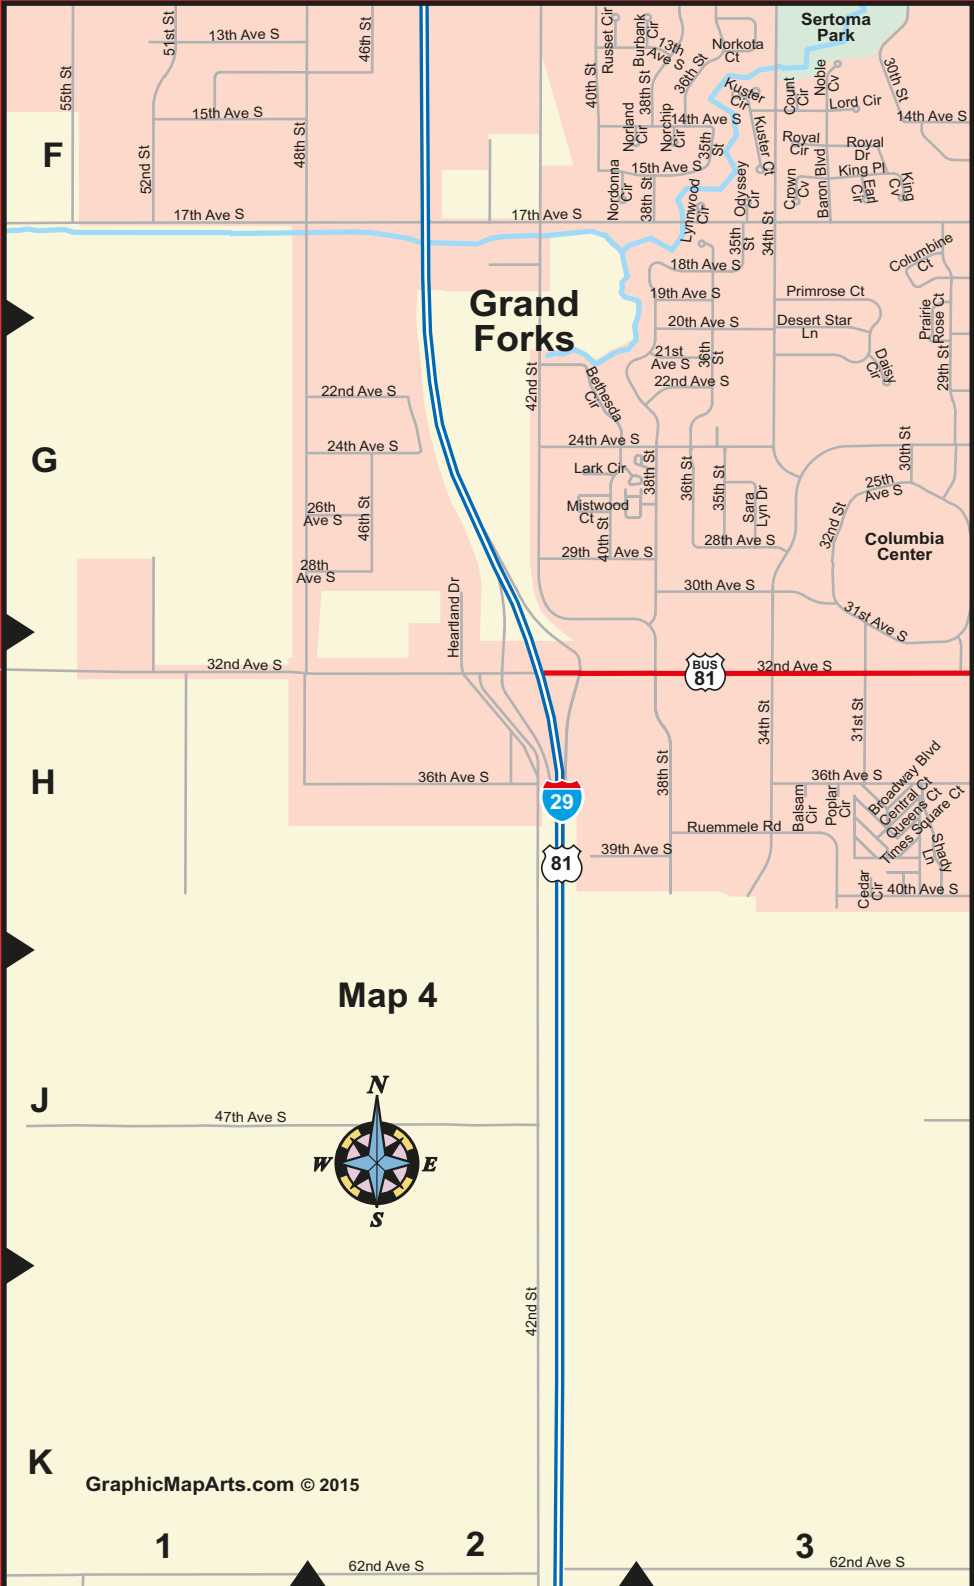 Sertoma
Park
55th St
51st St
13th Ave S
46th St
15th Ave S
48th St
52nd St
17th Ave S
F
17th Ave S
40th St
Russet Cir
Burbank
Cir
13th
Ave S
38th St
36th St
Norkota
Ct
Kuster
Cir
Count
Cir
Noble
Cv
Lord Cir
30th St
14th Ave S
Norland
Cir
Norchip
Cir
14th Ave S
35th
St
Kuster Ct
Royal
Cir
Royal
Dr
King Pl
Nordonna
Cir
15th Ave S
38th St
Lynnwood
Cir
Odyssey
Cir
Crown
Cv
Baron Blvd
Earl
Cir
King
Cv
35th
St
34th St
18th Ave S
Columbine
Ct
19th Ave S
Primrose Ct
20th Ave S
Desert Star
Ln
Prairie
Rose Ct
21st
Ave S
36th
St
22nd Ave S
Daisy
Cir
29th St
Grand
Forks
42nd St
Bethesda
Cir
22nd Ave S
24th Ave S
G
24th Ave S
Lark Cir
38th St
36th St
35th St
Sara
Lyn Dr
30th St
25th
Ave S
26th
Ave S
46th St
Mistwood
Ct
40th St
28th Ave S
32nd St
Columbia
Center
28th
Ave S
29th Ave S
30th Ave S
31st Ave S
Heartland Dr
32nd Ave S
BUS
81
32nd Ave S
34th St
31st St
H
36th Ave S
29
38th St
36th Ave S
Balsam
Cir
Poplar
Cir
Broadway Blvd
Central Ct
Queens Ct
Times Square Ct
Shady
Ln
Ruemmele Rd
81
39th Ave S
Cedar
Cir
40th Ave S
Map 4
J
47th Ave S
N
W
E
S
42nd St
K
GraphicMapArts.com © 2015
1
2
3
62nd Ave S
62nd Ave S